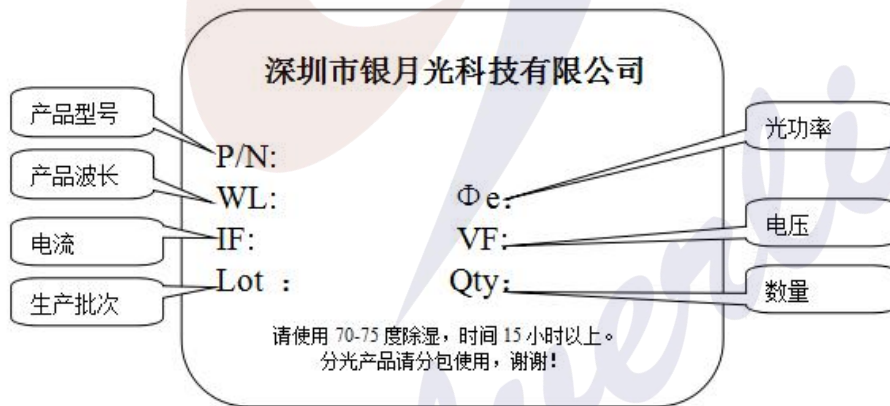 深圳市银月光科技有限公司
产品型号
P/N:
光功率
产品波长
WL:
Φe:
电流
IF:
VF:
电压
生产批次
Lot :
Qty:
数量
请使用 70-75 度除湿，时间 15 小时以上。
分光产品请分包使用，谢谢！